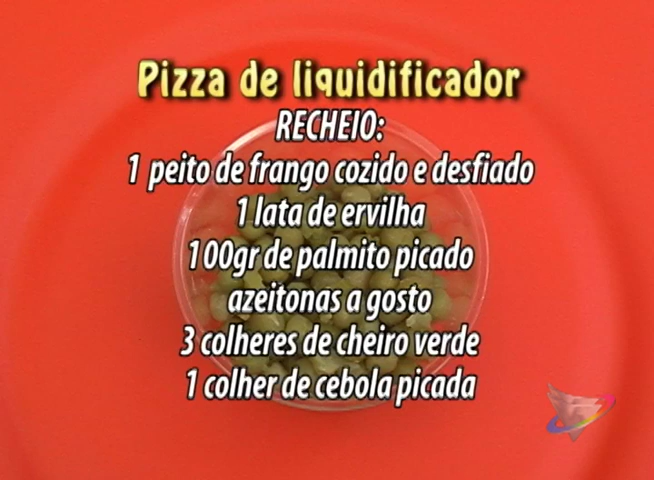 Pizza de liquidificador
RECHEIO:
1 peito de frango cozido e desfiado
1 lata de ervilha
100gr de palmito picado
azeitonas a gosto
3 colheres de cheiro verde
1 colher de cebola picada